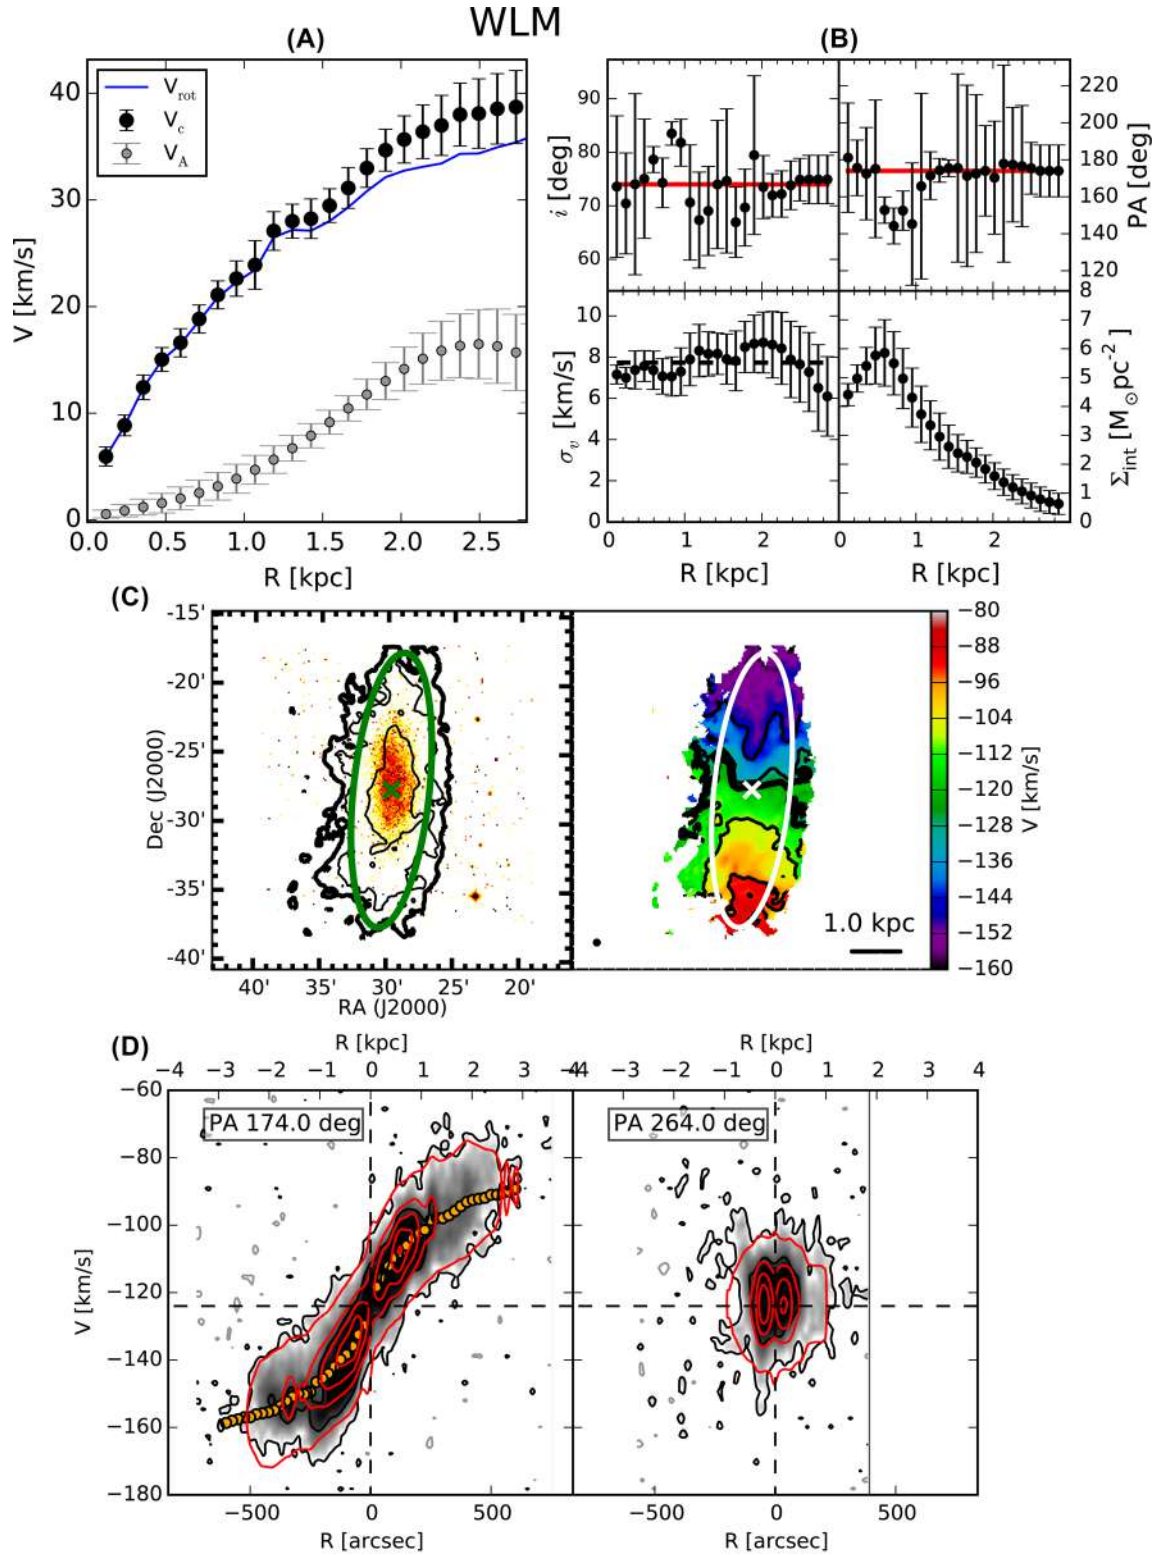 WLM
(A)
(B)
V_rot
V_c
V_A
40
30
20
10
0
V [km/s]
0.0 0.5 1.0 1.5 2.0 2.5
R [kpc]
90
80
70
60
i [deg]
220
200
180
160
140
120
100
PA [deg]
10
8
6
4
2
0
σ_v [km/s]
8
7
6
5
4
3
2
1
0
Σ_int [M_⊙pc⁻²]
0 1 2
0 1 2
R [kpc]
R [kpc]
(C)
-15'
-20'
-25'
-30'
-35'
-40'
Dec (J2000)
40' 35' 30' 25' 20'
RA (J2000)
1.0 kpc
−80
−88
−96
−104
−112
−120
−128
−136
−144
−152
−160
V [km/s]
(D)
R [kpc]
R [kpc]
−4 −3 −2 −1 0 1 2 3 4
−4 −3 −2 −1 0 1 2 3 4
PA 174.0 deg
PA 264.0 deg
−60
−80
−100
−120
−140
−160
−180
V [km/s]
−500 0 500
−500 0 500
R [arcsec]
R [arcsec]